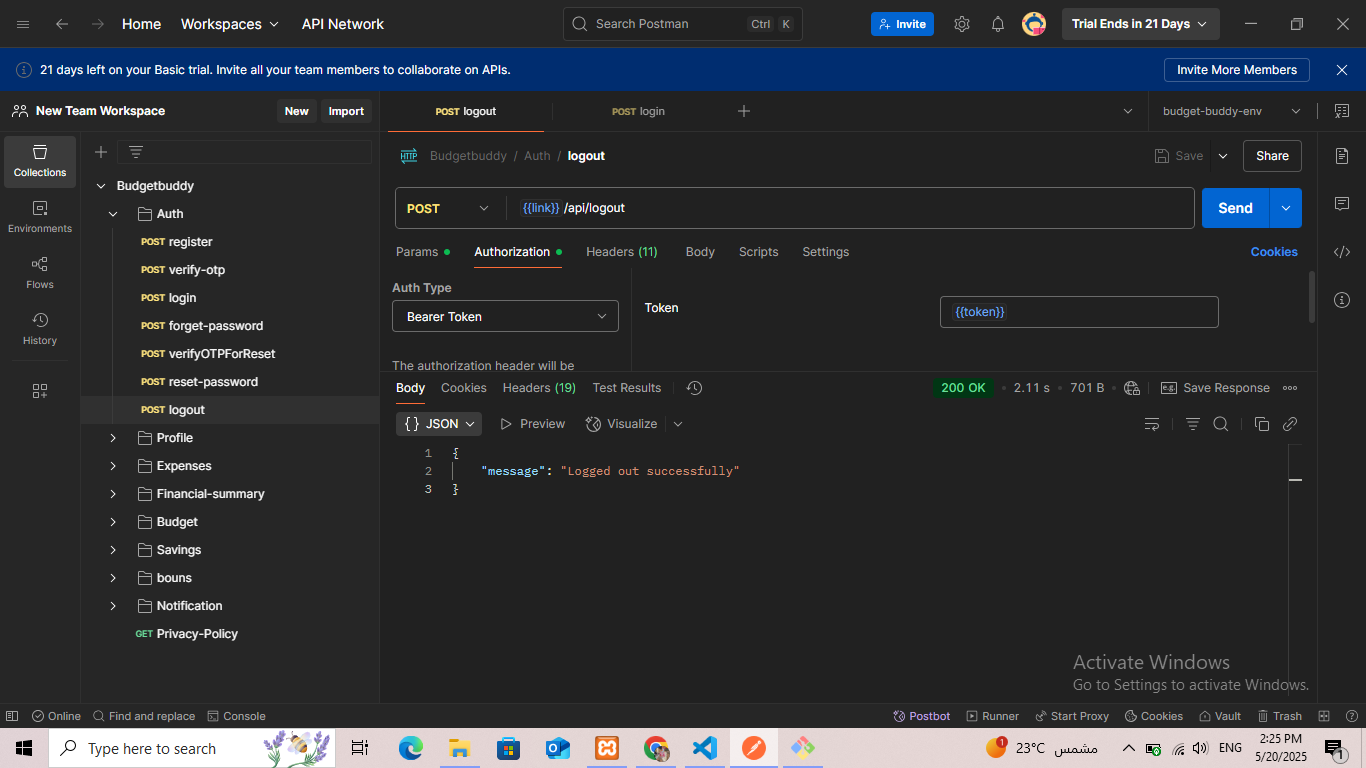 Home
Workspaces
API Network
Search Postman
Ctrl K
Invite
Trial Ends in 21 Days
21 days left on your Basic trial. Invite all your team members to collaborate on APIs.
Invite More Members
New Team Workspace
New
Import
POST logout
POST login
budget-buddy-env
Collections
Environments
Flows
History
Budgetbuddy
Auth
POST register
POST verify-otp
POST login
POST forget-password
POST verifyOTPForReset
POST reset-password
POST logout
Profile
Expenses
Financial-summary
Budget
Savings
bouns
Notification
GET Privacy-Policy
HTTP Budgetbuddy / Auth / logout
Save
Share
POST
{{link}} /api/logout
Send
Params
Authorization
Headers (11)
Body
Scripts
Settings
Cookies
Auth Type
Bearer Token
Token
{{token}}
The authorization header will be
Body
Cookies
Headers (19)
Test Results
200 OK
2.11 s
701 B
e.g. Save Response
{} JSON
Preview
Visualize
1 {
2 "message": "Logged out successfully"
3 }
Activate Windows
Go to Settings to activate Windows.
Online
Find and replace
Console
Postbot
Runner
Start Proxy
Cookies
Vault
Trash
Type here to search
1
23°C مشمس
ENG
2:25 PM
5/20/2025
1